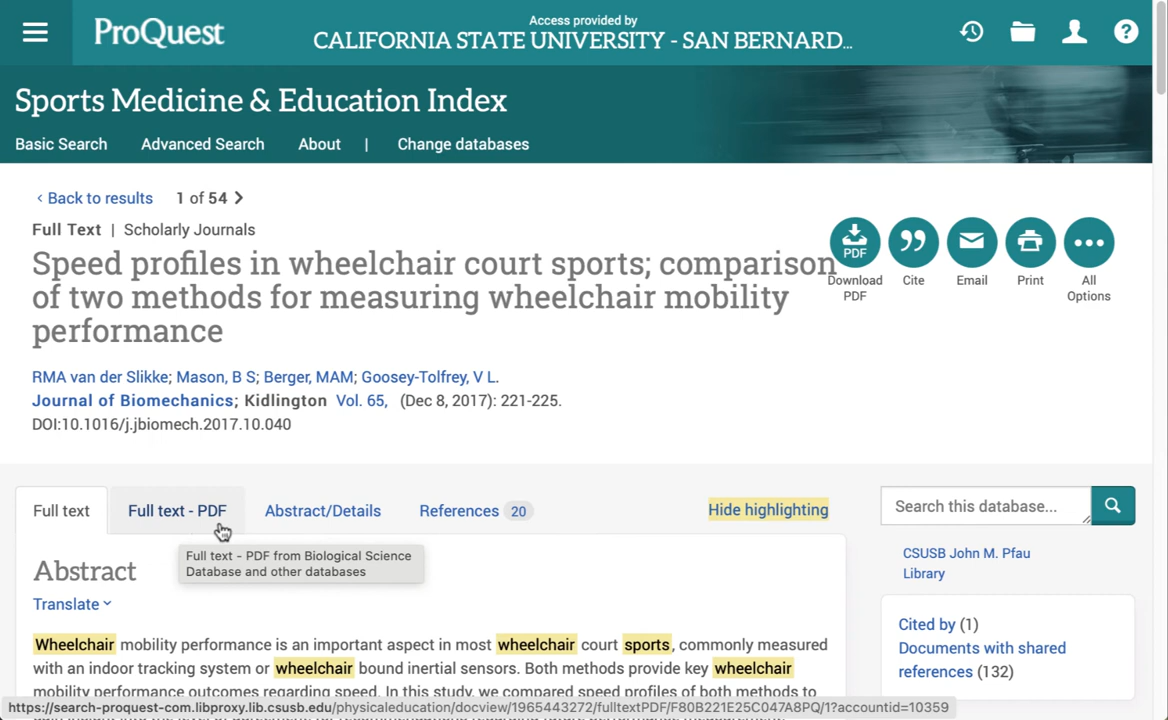 ProQuest
Access provided by
CALIFORNIA STATE UNIVERSITY - SAN BERNARD...
?
Sports Medicine & Education Index
Basic Search Advanced Search About | Change databases
< Back to results 1 of 54 >
Full Text | Scholarly Journals
Speed profiles in wheelchair court sports; comparison
of two methods for measuring wheelchair mobility
performance
PDF
Download
PDF
Cite
Email
Print
All
Options
RMA van der Slikke; Mason, B S; Berger, MAM; Goosey-Tolfrey, V L.
Journal of Biomechanics; Kidlington Vol. 65, (Dec 8, 2017): 221-225.
DOI:10.1016/j.jbiomech.2017.10.040
Full text Full text - PDF Abstract/Details References 20 Hide highlighting
Full text - PDF from Biological Science
Database and other databases
Abstract
Translate
Wheelchair mobility performance is an important aspect in most wheelchair court sports, commonly measured
with an indoor tracking system or wheelchair bound inertial sensors. Both methods provide key wheelchair
mobility performance outcomes regarding speed. In this study, we compared speed profiles of both methods to
Search this database...
CSUSB John M. Pfau
Library
Cited by (1)
Documents with shared
references (132)
https://search-proquest-com.libproxy.lib.csusb.edu/physicaleducation/docview/1965443272/fulltextPDF/F80B221E25C047A8PQ/1?accountid=10359